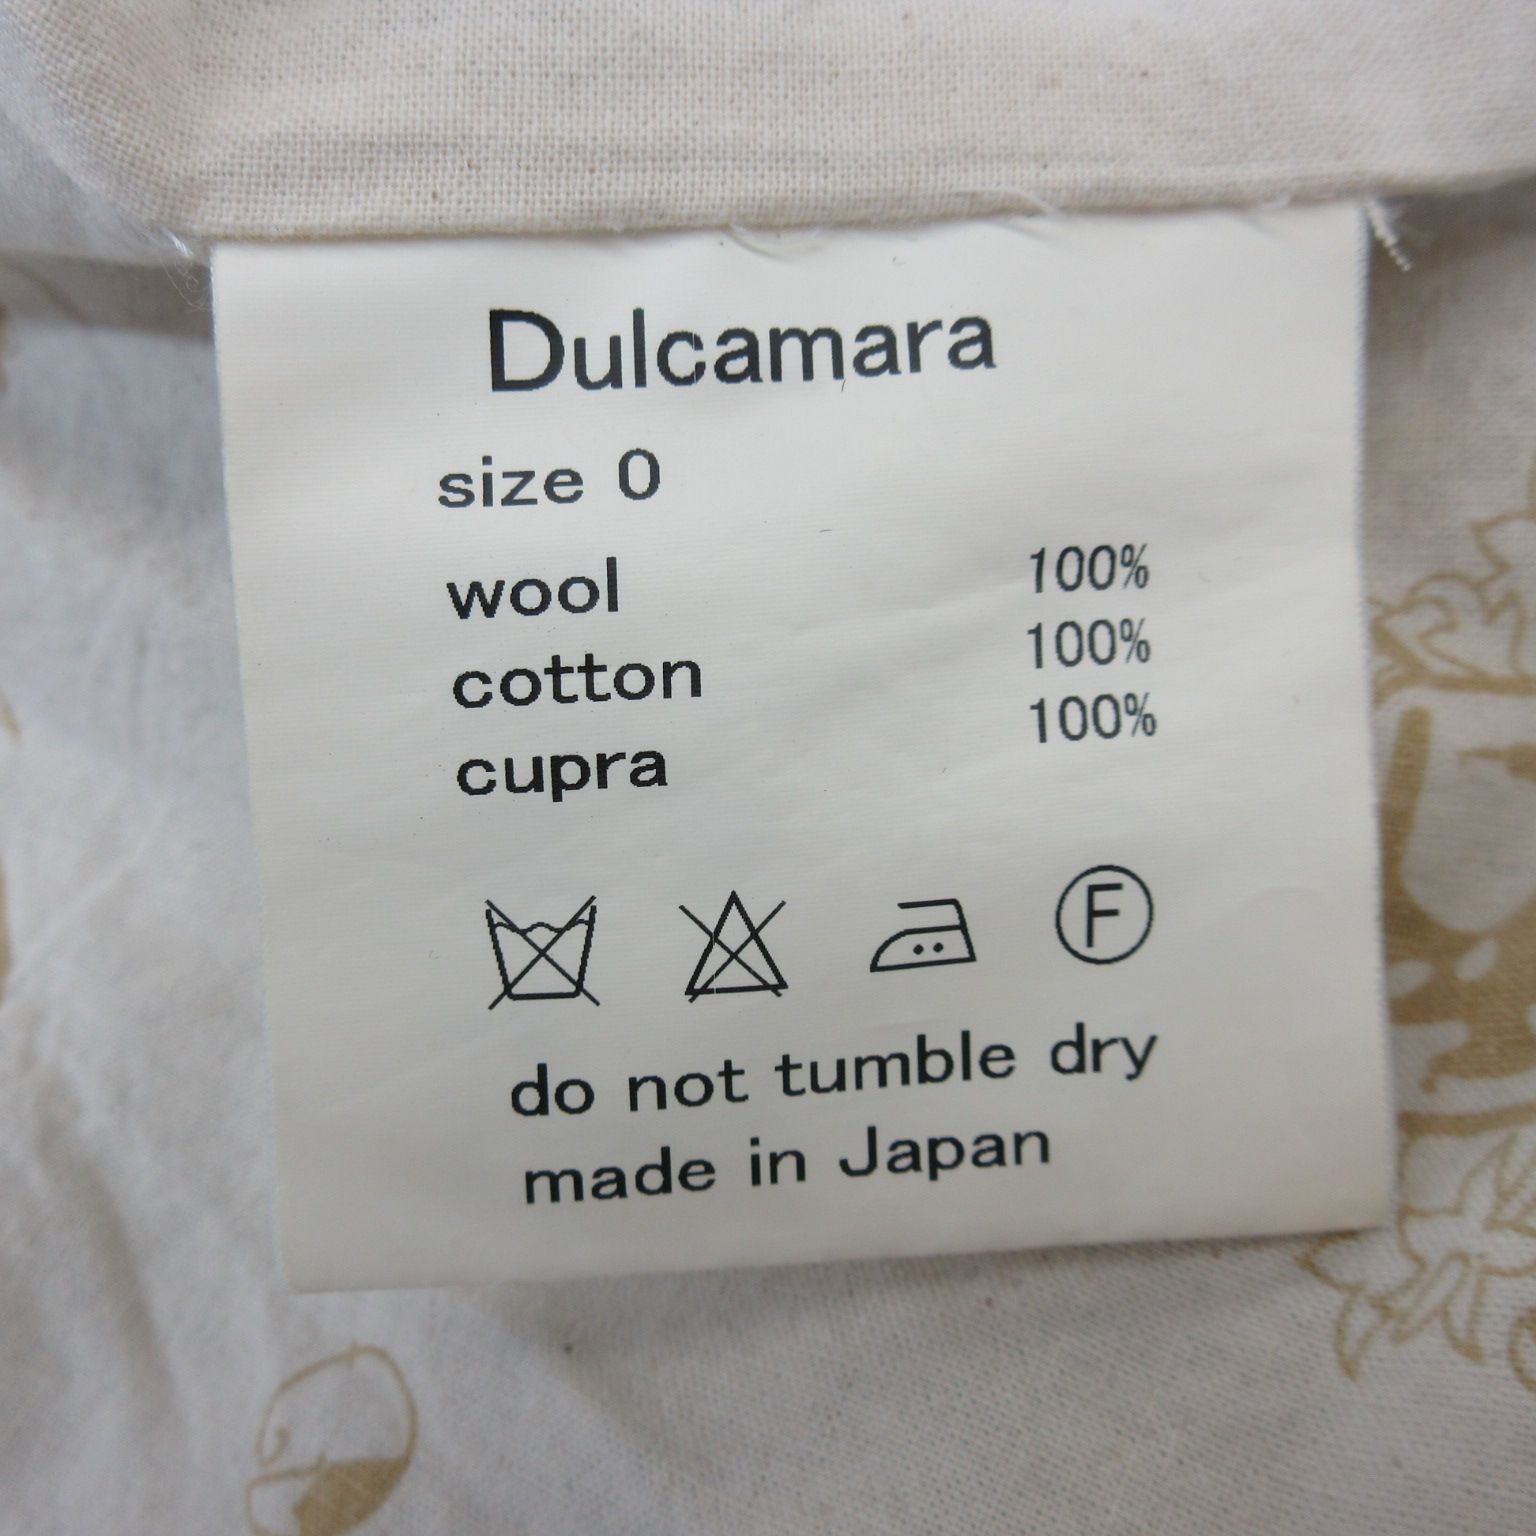 Dulcamara
size 0
wool 100%
cotton 100%
cupra 100%
F
do not tumble dry
made in Japan